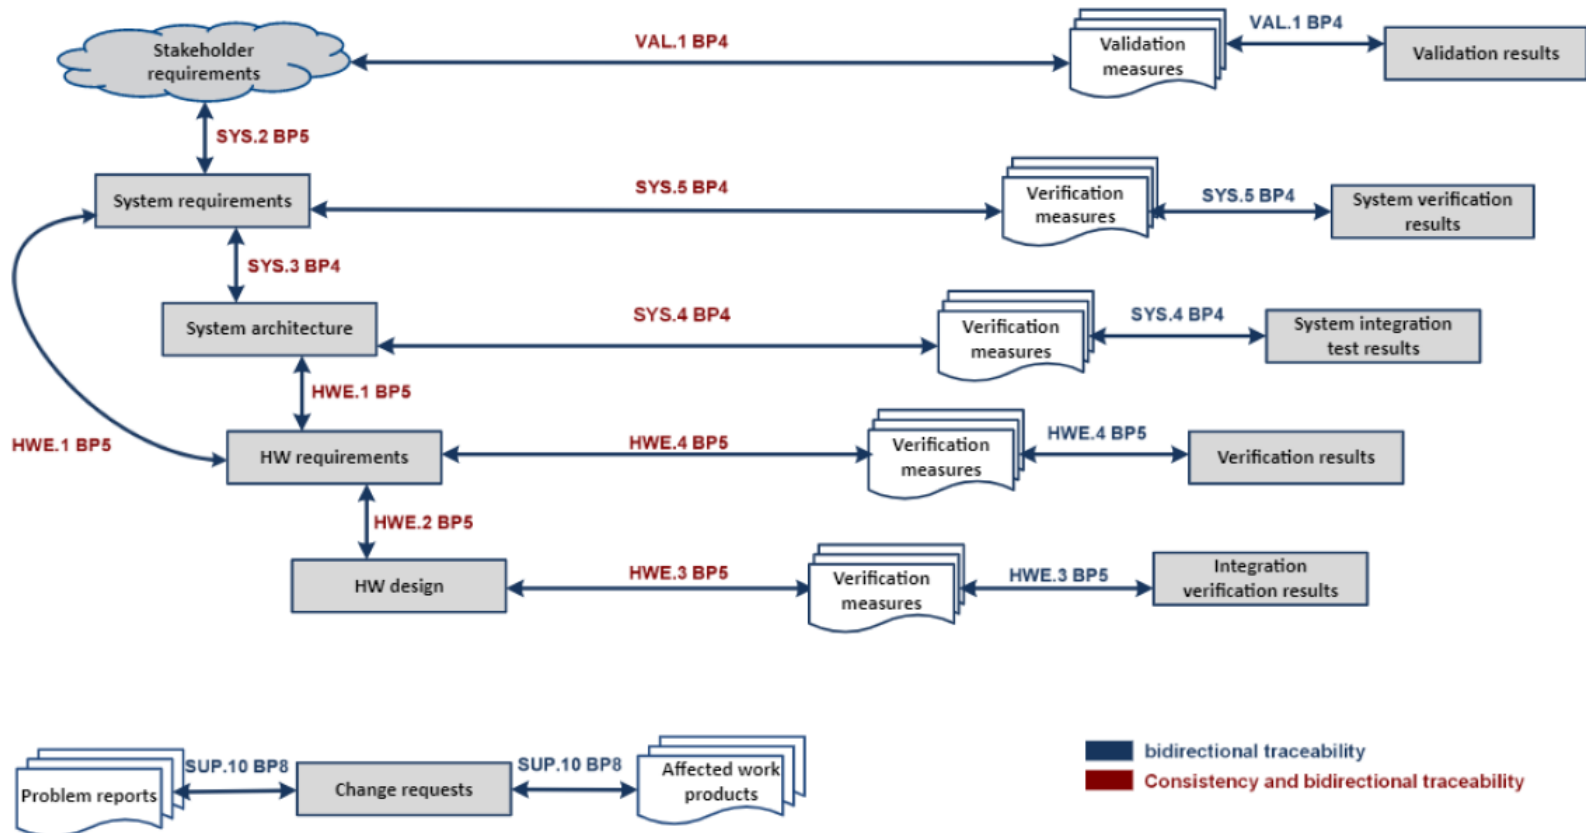 Stakeholder
requirements
VAL.1 BP4
Validation
measures
VAL.1 BP4
Validation results
SYS.2 BP5
System requirements
SYS.5 BP4
Verification
measures
SYS.5 BP4
System verification
results
SYS.3 BP4
System architecture
SYS.4 BP4
Verification
measures
SYS.4 BP4
System integration
test results
HWE.1 BP5
HWE.1 BP5
HW requirements
HWE.4 BP5
Verification
measures
HWE.4 BP5
Verification results
HWE.2 BP5
HW design
HWE.3 BP5
Verification
measures
HWE.3 BP5
Integration
verification results
Problem reports
SUP.10 BP8
Change requests
SUP.10 BP8
Affected work
products
bidirectional traceability
Consistency and bidirectional traceability